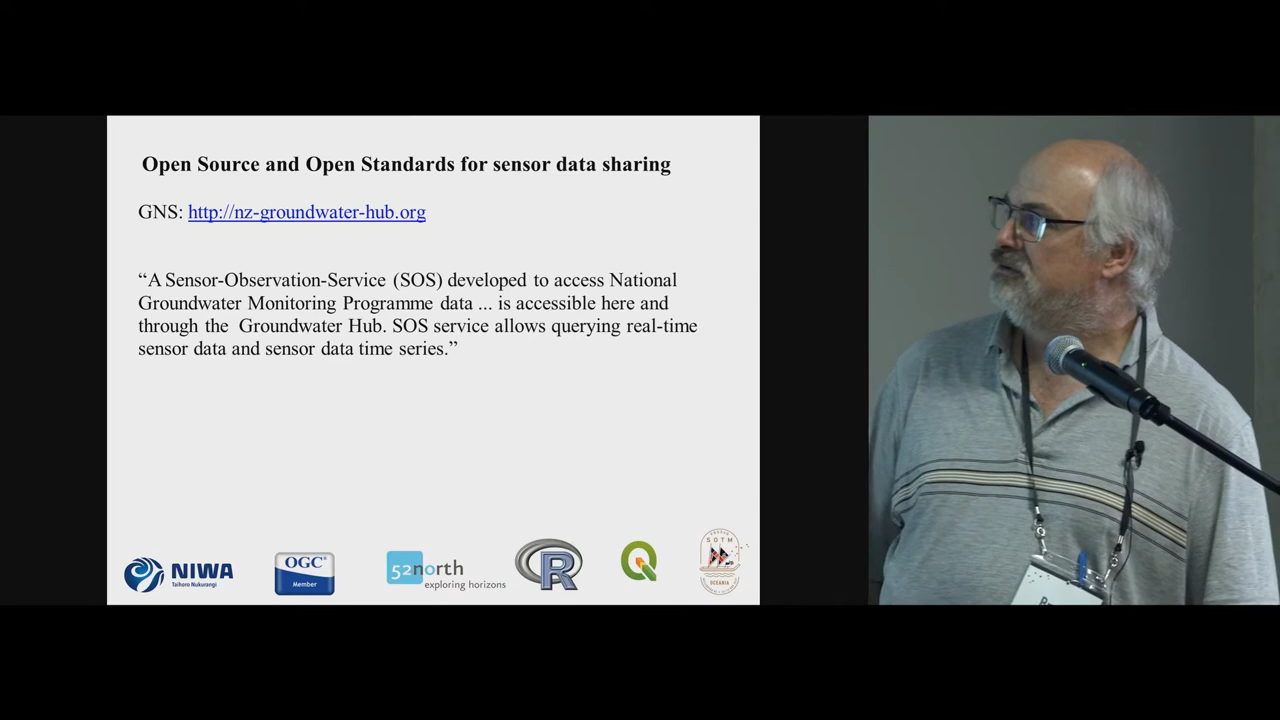 Open Source and Open Standards for sensor data sharing
GNS: http://nz-groundwater-hub.org
“A Sensor-Observation-Service (SOS) developed to access National
Groundwater Monitoring Programme data ... is accessible here and
through the  Groundwater Hub. SOS service allows querying real-time
sensor data and sensor data time series.”
NIWA
Taihoro Nukurangi
OGC®
Member
52north
exploring horizons
R
SOTM
OCEANIA